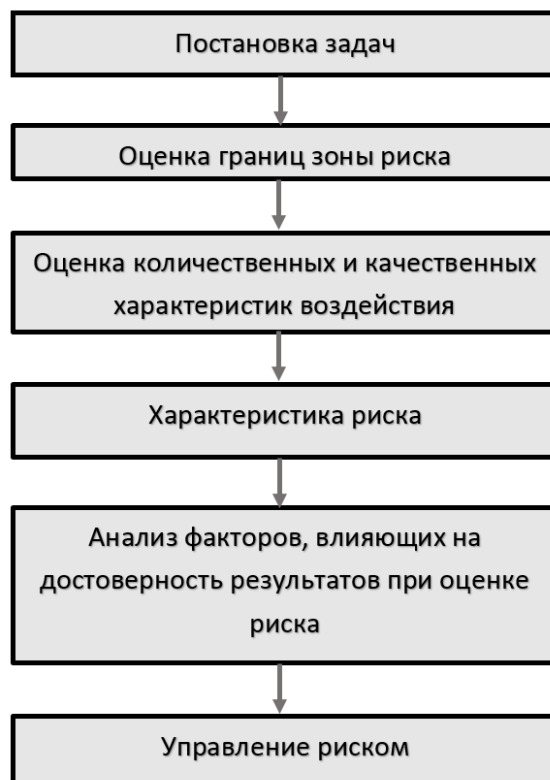 Постановка задач
Оценка границ зоны риска
Оценка количественных и качественных
характеристик воздействия
Характеристика риска
Анализ факторов, влияющих на
достоверность результатов при оценке
риска
Управление риском